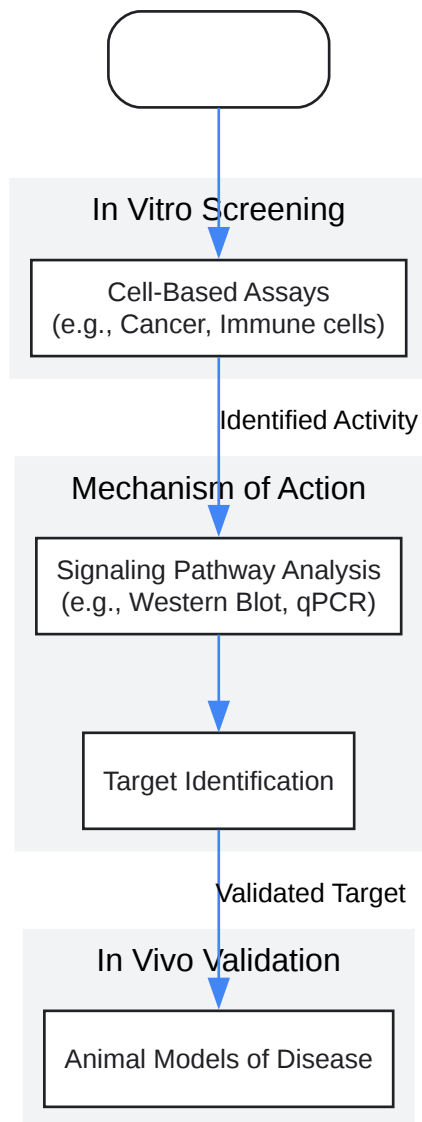 In Vitro Screening
Cell-Based Assays
(e.g., Cancer, Immune cells)
Identified Activity
Mechanism of Action
Signaling Pathway Analysis
(e.g., Western Blot, qPCR)
Target Identification
Validated Target
In Vivo Validation
Animal Models of Disease